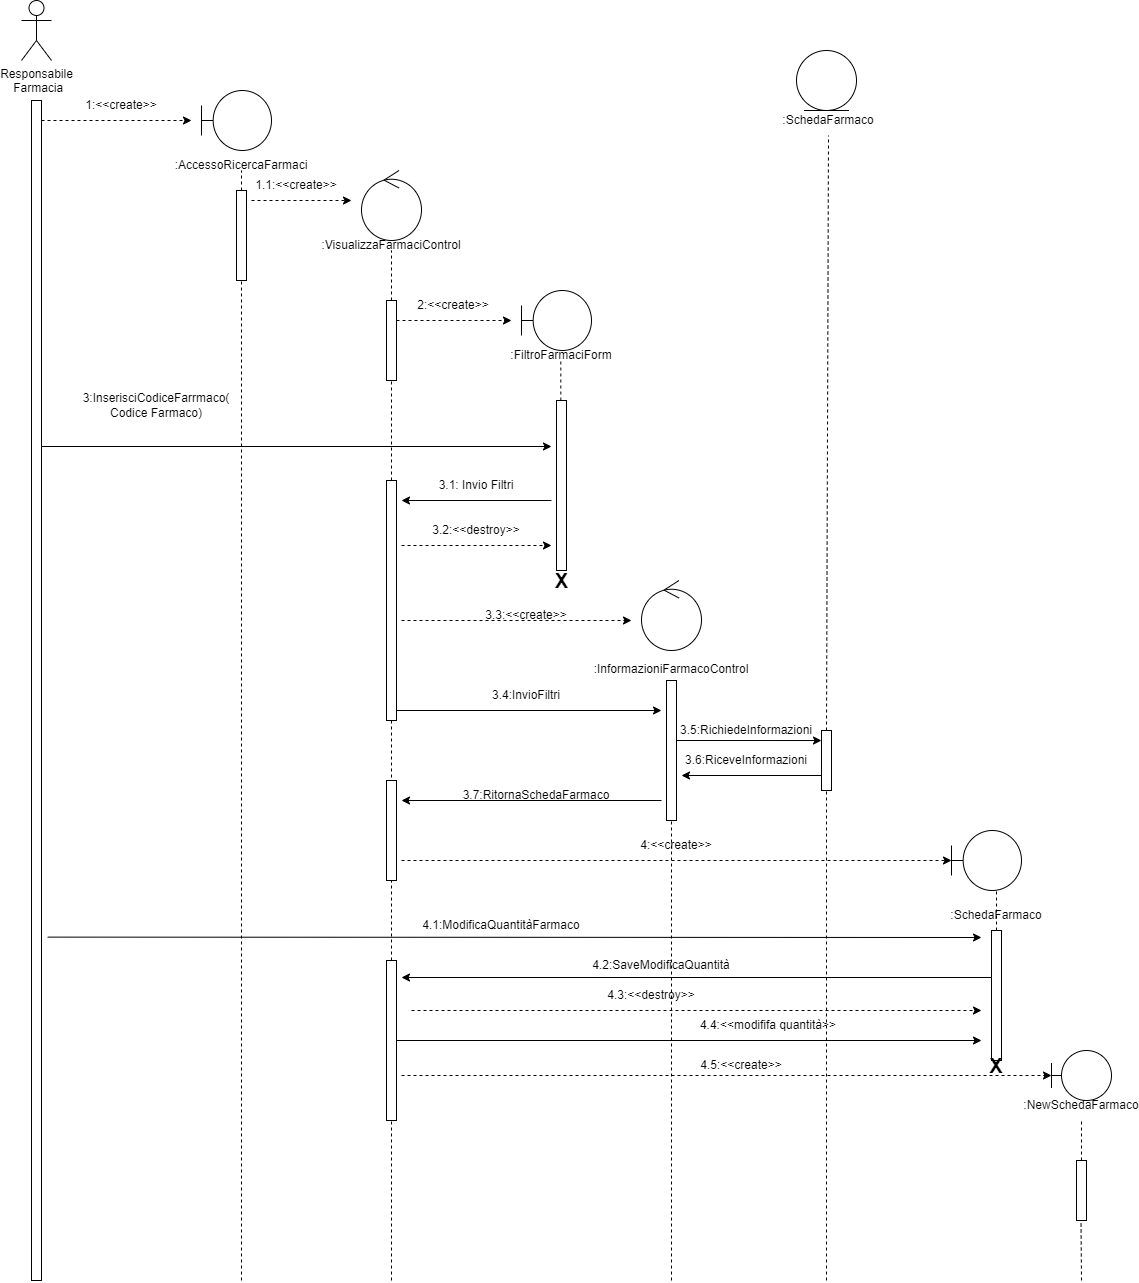 Responsabile
Farmacia
1:<<create>>
:SchedaFarmaco
:AccessoRicercaFarmaci
1.1:<<create>>
:VisualizzaFarmaciControl
2:<<create>>
:FiltroFarmaciForm
3:InserisciCodiceFarrmaco(
Codice Farmaco)
3.1: Invio Filtri
3.2:<<destroy>>
X
3.3:<<create>>
:InformazioniFarmacoControl
3.4:InvioFiltri
3.5:RichiedeInformazioni
3.6:RiceveInformazioni
3.7:RitornaSchedaFarmaco
4:<<create>>
:SchedaFarmaco
4.1:ModificaQuantitàFarmaco
4.2:SaveModificaQuantità
4.3:<<destroy>>
4.4:<<modififa quantità>>
4.5:<<create>>
X
:NewSchedaFarmaco